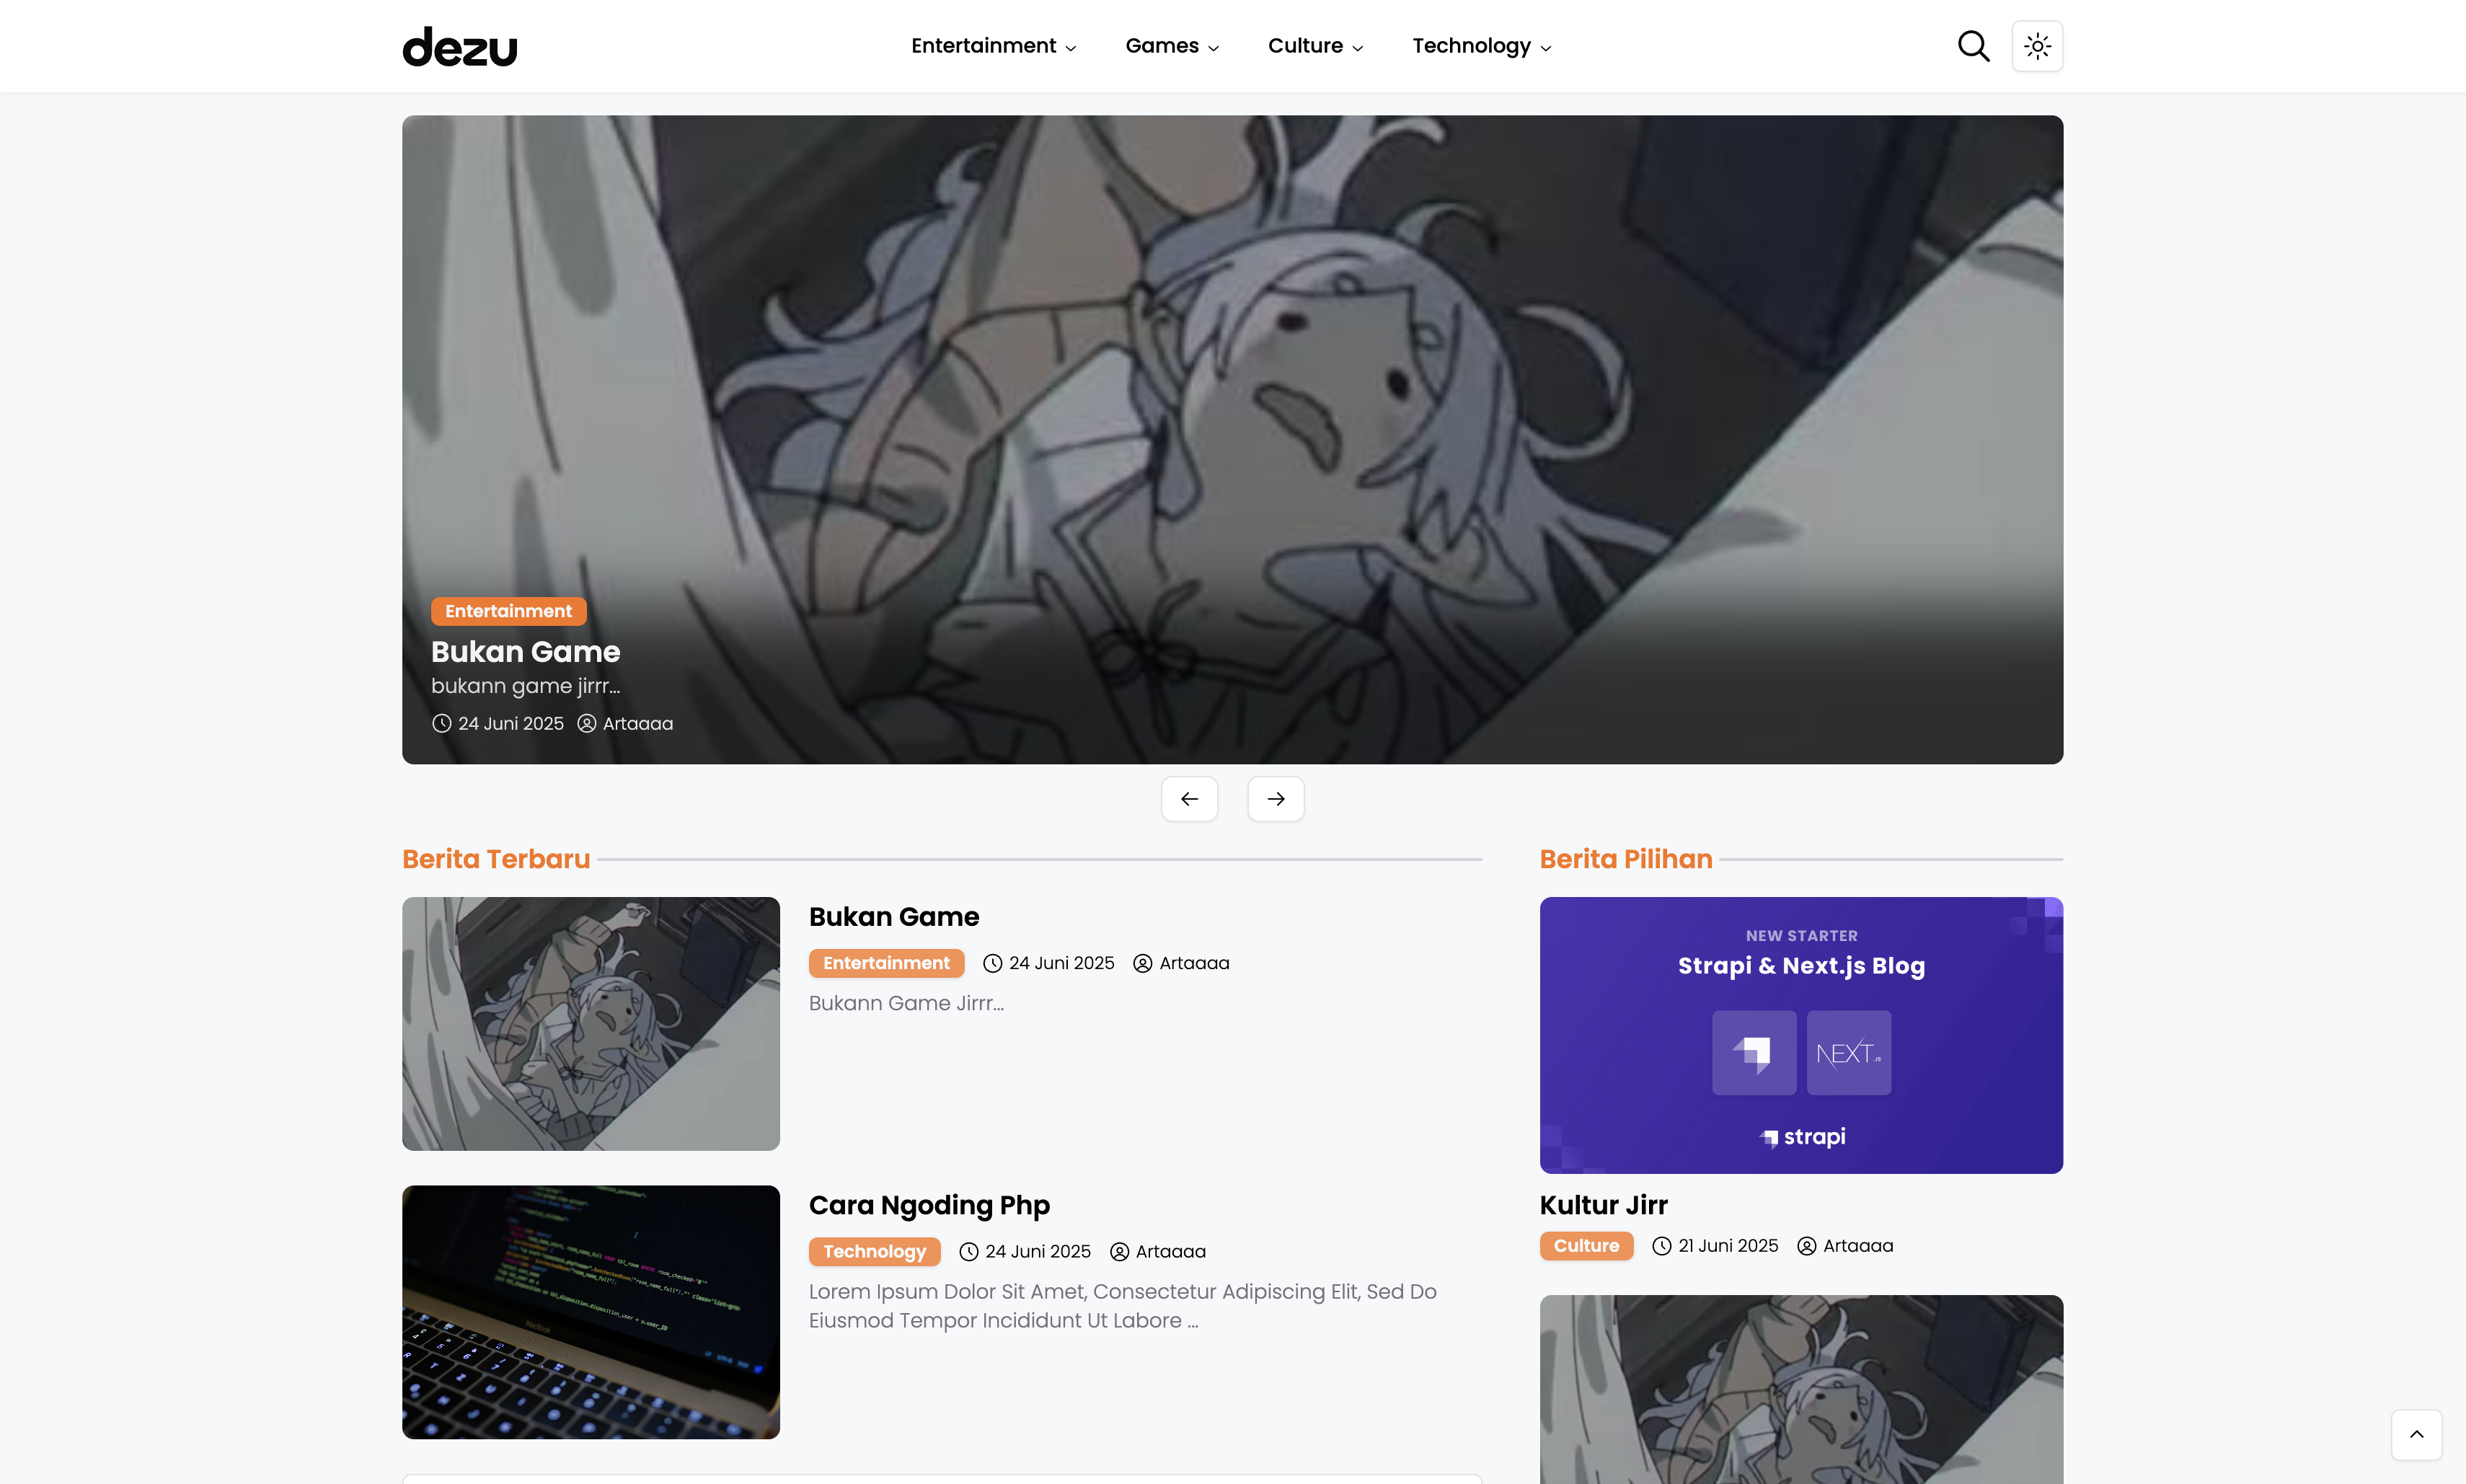 dezu
Entertainment Games Culture Technology
Entertainment
Bukan Game
bukann game jirrr...
24 Juni 2025 Artaaaa
Berita Terbaru
Bukan Game
Entertainment 24 Juni 2025 Artaaaa
Bukann Game Jirrr...
Cara Ngoding Php
Technology 24 Juni 2025 Artaaaa
Lorem Ipsum Dolor Sit Amet, Consectetur Adipiscing Elit, Sed Do
Eiusmod Tempor Incididunt Ut Labore ...
Berita Pilihan
NEW STARTER
Strapi & Next.js Blog
NEXT.JS
strapi
Kultur Jirr
Culture 21 Juni 2025 Artaaaa